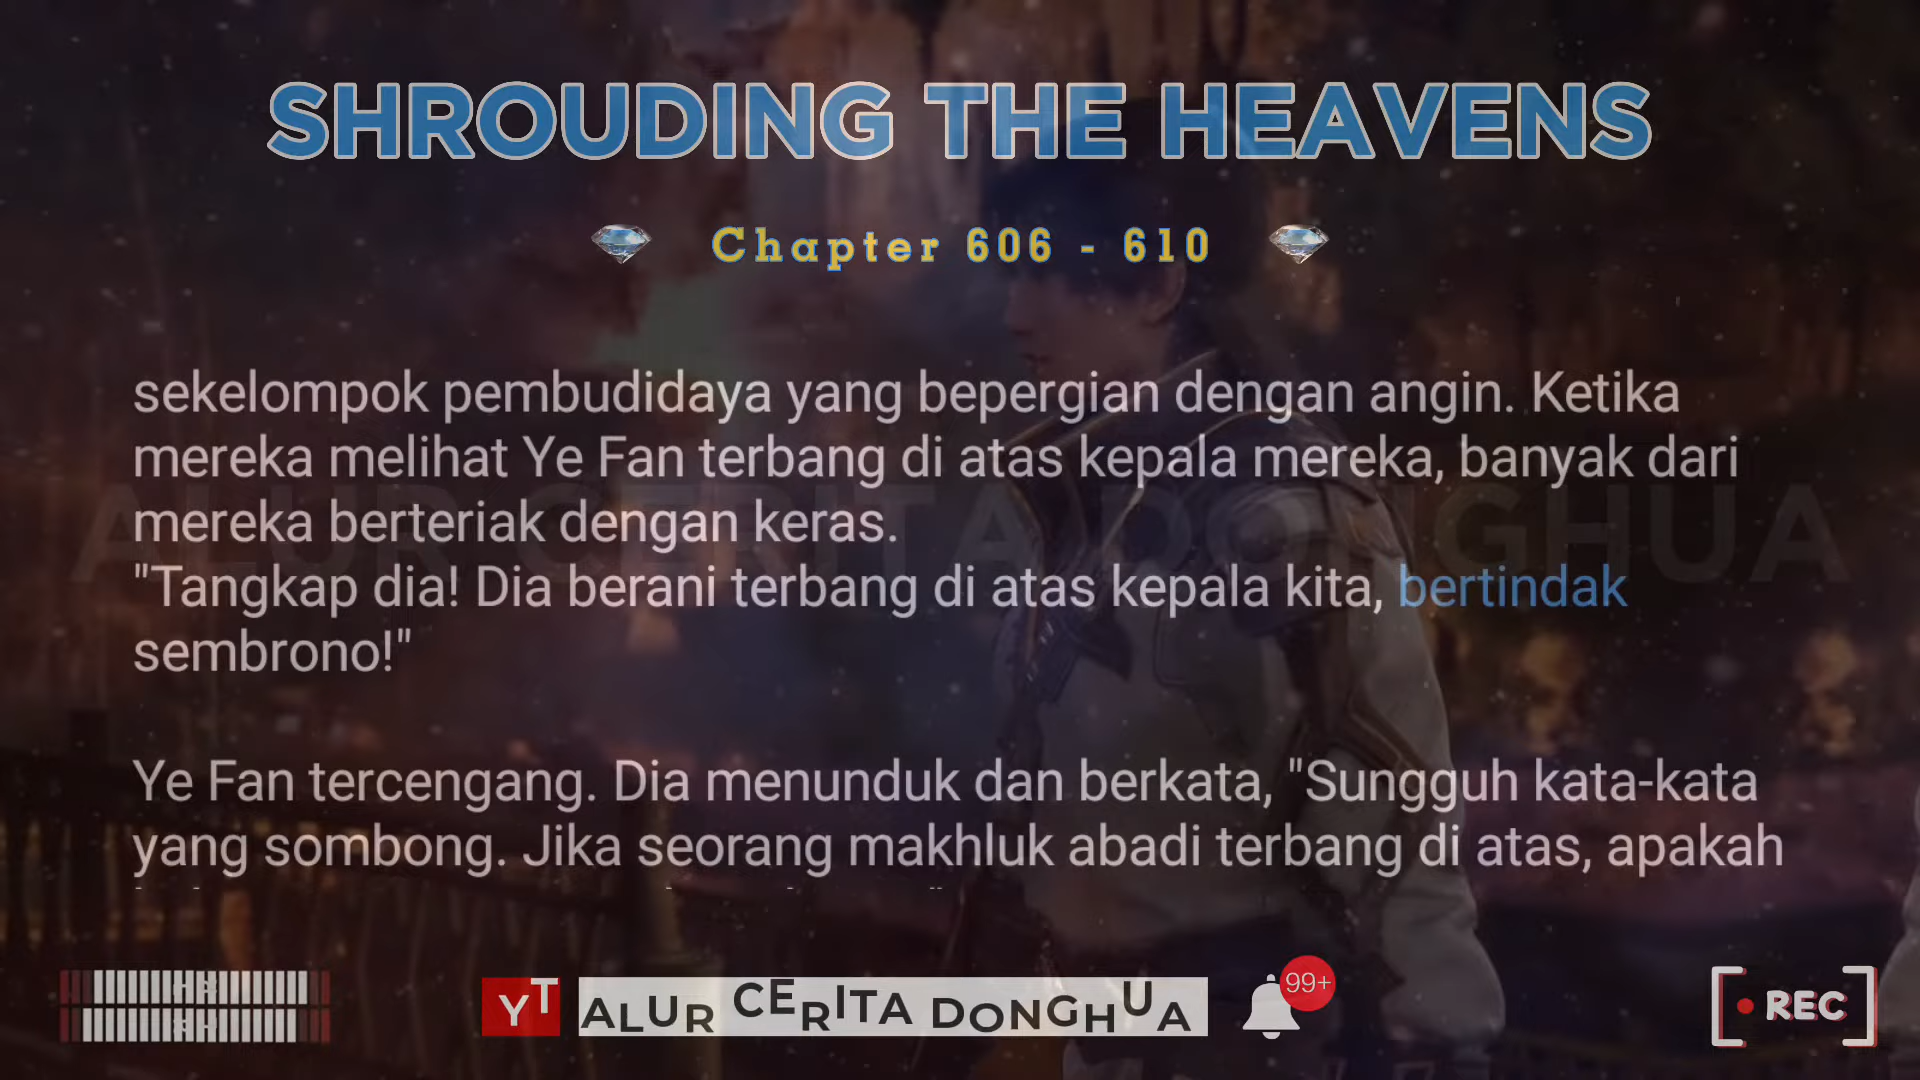 SHROUDING THE HEAVENS
Chapter 606 - 610
sekelompok pembudidaya yang bepergian dengan angin. Ketika
mereka melihat Ye Fan terbang di atas kepala mereka, banyak dari
mereka berteriak dengan keras.
ALUR CERITA DONGHUA
"Tangkap dia! Dia berani terbang di atas kepala kita, bertindak
sembrono!"
Ye Fan tercengang. Dia menunduk dan berkata, "Sungguh kata-kata
yang sombong. Jika seorang makhluk abadi terbang di atas, apakah
YT ALUR CERITA DONGHUA
99+
REC